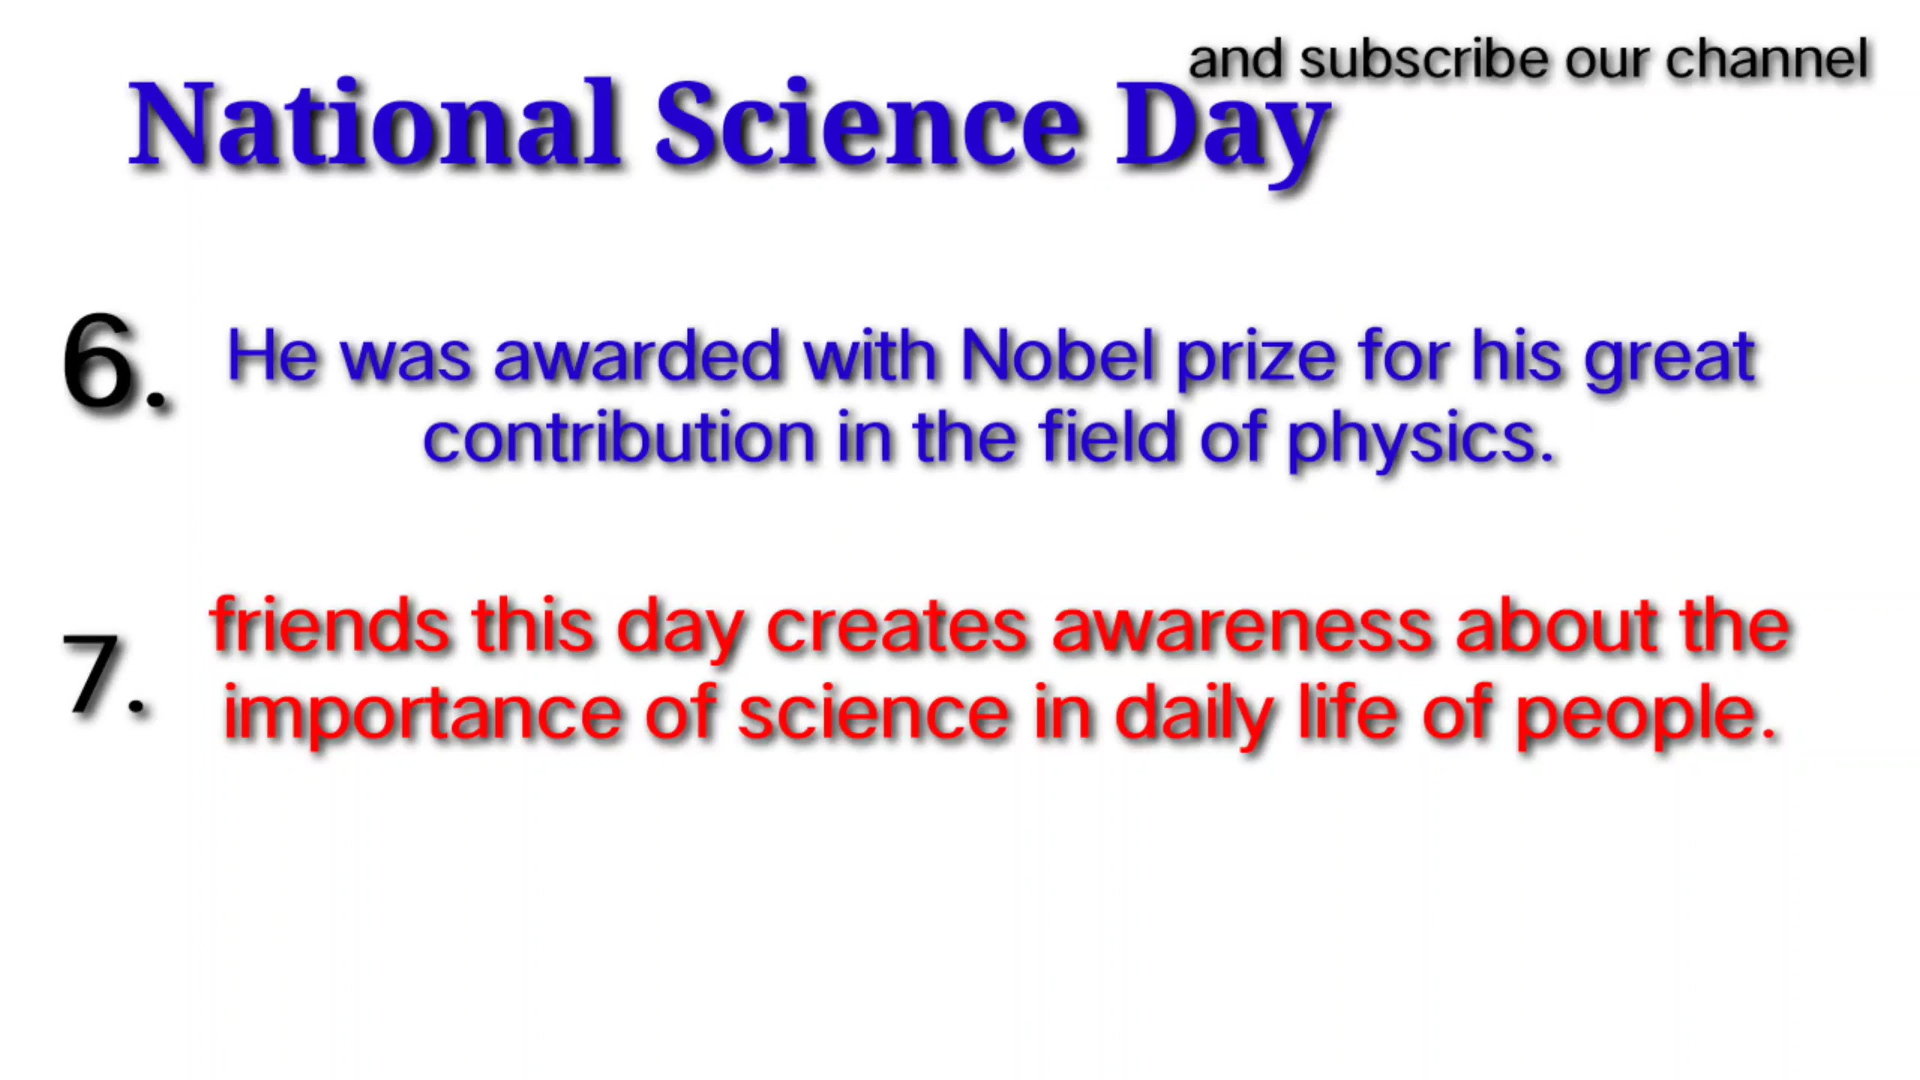 and subscribe our channel
National Science Day
6. He was awarded with Nobel prize for his great
contribution in the field of physics.
7. friends this day creates awareness about the
importance of science in daily life of people.